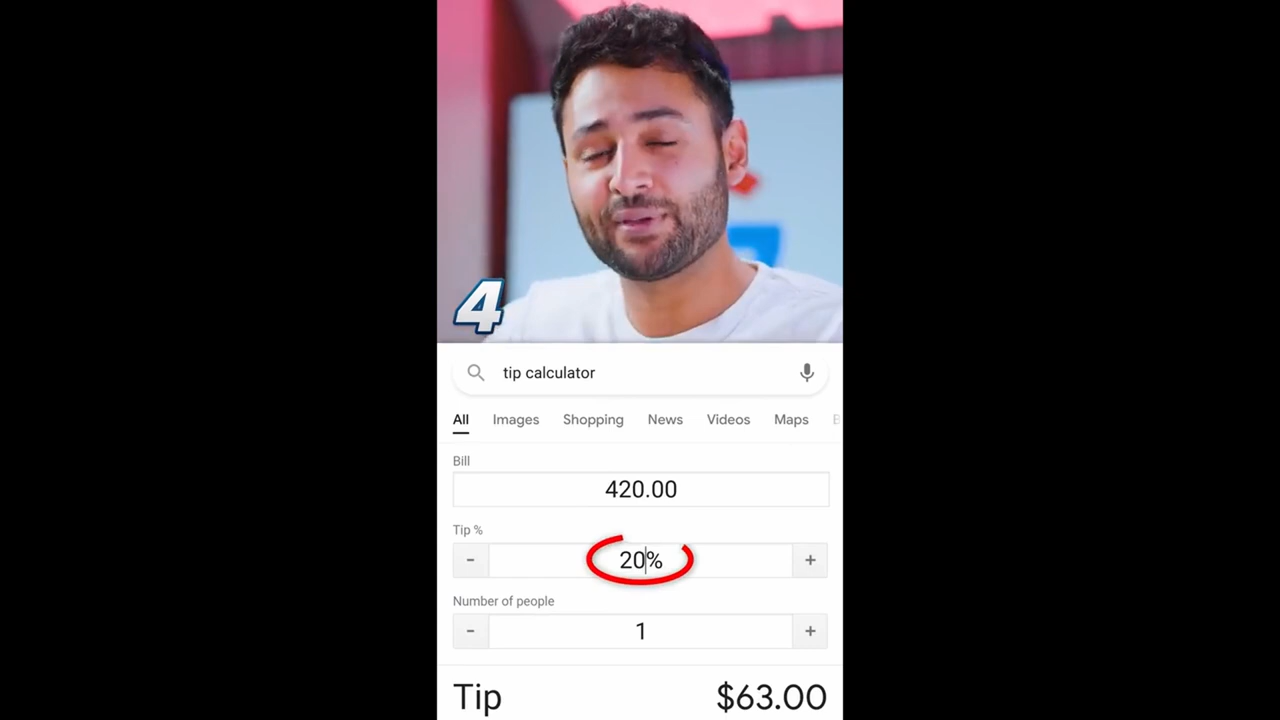 4
tip calculator
All Images Shopping News Videos Maps
Bill
420.00
Tip %
- 20% +
Number of people
- 1 +
Tip $63.00